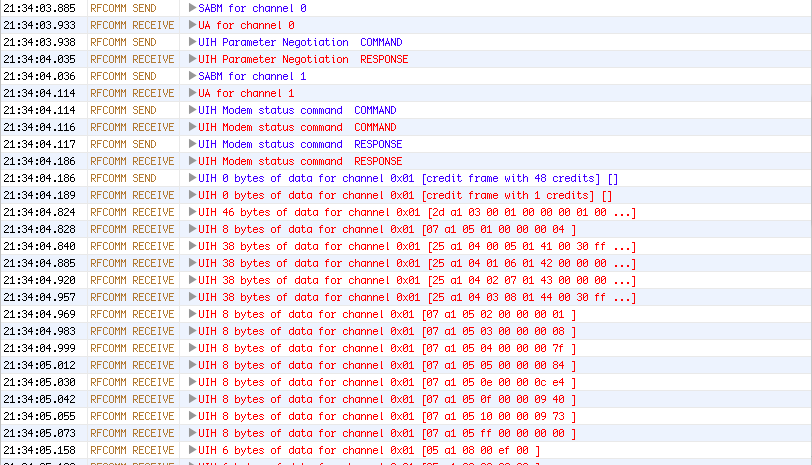 21:34:03.885 RFCOMM SEND SABM for channel 0
21:34:03.933 RFCOMM RECEIVE UA for channel 0
21:34:03.938 RFCOMM SEND UIH Parameter Negotiation COMMAND
21:34:04.035 RFCOMM RECEIVE UIH Parameter Negotiation RESPONSE
21:34:04.036 RFCOMM SEND SABM for channel 1
21:34:04.114 RFCOMM RECEIVE UA for channel 1
21:34:04.114 RFCOMM SEND UIH Modem status command COMMAND
21:34:04.116 RFCOMM RECEIVE UIH Modem status command COMMAND
21:34:04.117 RFCOMM SEND UIH Modem status command RESPONSE
21:34:04.186 RFCOMM RECEIVE UIH Modem status command RESPONSE
21:34:04.186 RFCOMM SEND UIH 0 bytes of data for channel 0x01 [credit frame with 48 credits] []
21:34:04.189 RFCOMM RECEIVE UIH 0 bytes of data for channel 0x01 [credit frame with 1 credits] []
21:34:04.824 RFCOMM RECEIVE UIH 46 bytes of data for channel 0x01 [2d a1 03 00 01 00 00 00 01 00 ...]
21:34:04.828 RFCOMM RECEIVE UIH 8 bytes of data for channel 0x01 [07 a1 05 01 00 00 00 04 ]
21:34:04.840 RFCOMM RECEIVE UIH 38 bytes of data for channel 0x01 [25 a1 04 00 05 01 41 00 30 ff ...]
21:34:04.885 RFCOMM RECEIVE UIH 38 bytes of data for channel 0x01 [25 a1 04 01 06 01 42 00 00 00 ...]
21:34:04.920 RFCOMM RECEIVE UIH 38 bytes of data for channel 0x01 [25 a1 04 02 07 01 43 00 00 00 ...]
21:34:04.957 RFCOMM RECEIVE UIH 38 bytes of data for channel 0x01 [25 a1 04 03 08 01 44 00 30 ff ...]
21:34:04.969 RFCOMM RECEIVE UIH 8 bytes of data for channel 0x01 [07 a1 05 02 00 00 00 01 ]
21:34:04.983 RFCOMM RECEIVE UIH 8 bytes of data for channel 0x01 [07 a1 05 03 00 00 00 08 ]
21:34:04.999 RFCOMM RECEIVE UIH 8 bytes of data for channel 0x01 [07 a1 05 04 00 00 00 7f ]
21:34:05.012 RFCOMM RECEIVE UIH 8 bytes of data for channel 0x01 [07 a1 05 05 00 00 00 84 ]
21:34:05.030 RFCOMM RECEIVE UIH 8 bytes of data for channel 0x01 [07 a1 05 0e 00 00 0c e4 ]
21:34:05.042 RFCOMM RECEIVE UIH 8 bytes of data for channel 0x01 [07 a1 05 0f 00 00 09 40 ]
21:34:05.055 RFCOMM RECEIVE UIH 8 bytes of data for channel 0x01 [07 a1 05 10 00 00 09 73 ]
21:34:05.073 RFCOMM RECEIVE UIH 8 bytes of data for channel 0x01 [07 a1 05 ff 00 00 00 00 ]
21:34:05.158 RFCOMM RECEIVE UIH 6 bytes of data for channel 0x01 [05 a1 08 00 ef 00 ]